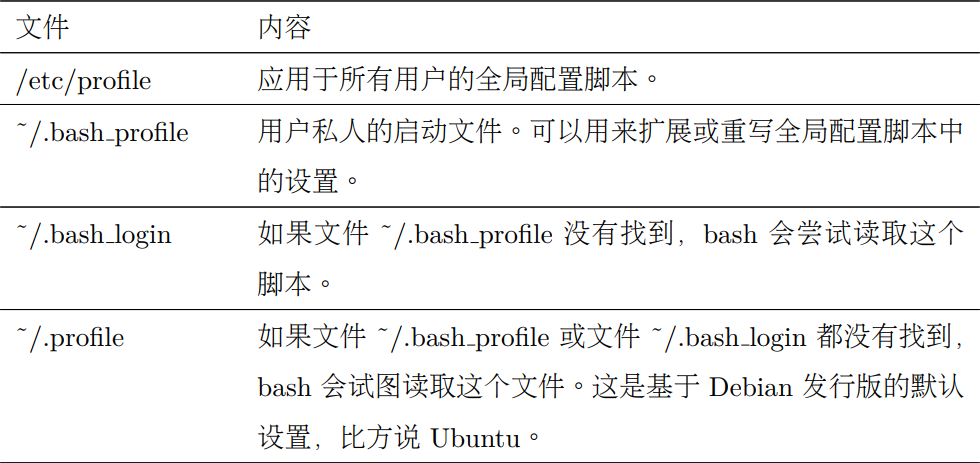 文件 内容
/etc/profile 应用于所有用户的全局配置脚本。
~/.bash_profile 用户私人的启动文件。可以用来扩展或重写全局配置脚本中
的设置。
~/.bash_login 如果文件 ~/.bash_profile 没有找到，bash 会尝试读取这个
脚本。
~/.profile 如果文件 ~/.bash_profile 或文件 ~/.bash_login 都没有找到，
bash 会试图读取这个文件。这是基于 Debian 发行版的默认
设置，比方说 Ubuntu。